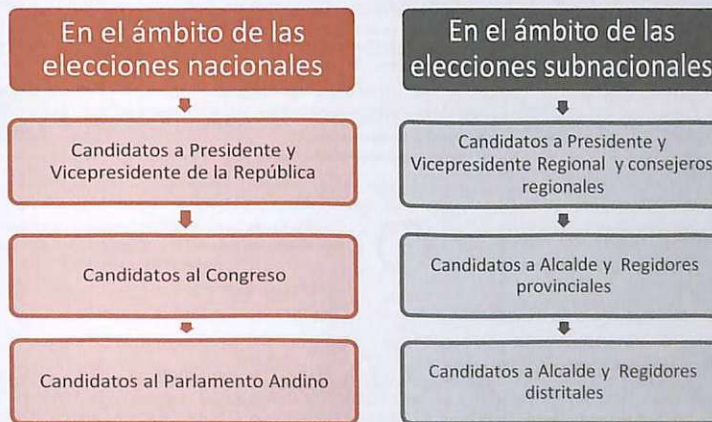 En el ámbito de las
elecciones nacionales
Candidatos a Presidente y
Vicepresidente de la República
Candidatos al Congreso
Candidatos al Parlamento Andino
En el ámbito de las
elecciones subnacionales
Candidatos a Presidente y
Vicepresidente Regional y consejeros
regionales
Candidatos a Alcalde y Regidores
provinciales
Candidatos a Alcalde y Regidores
distritales